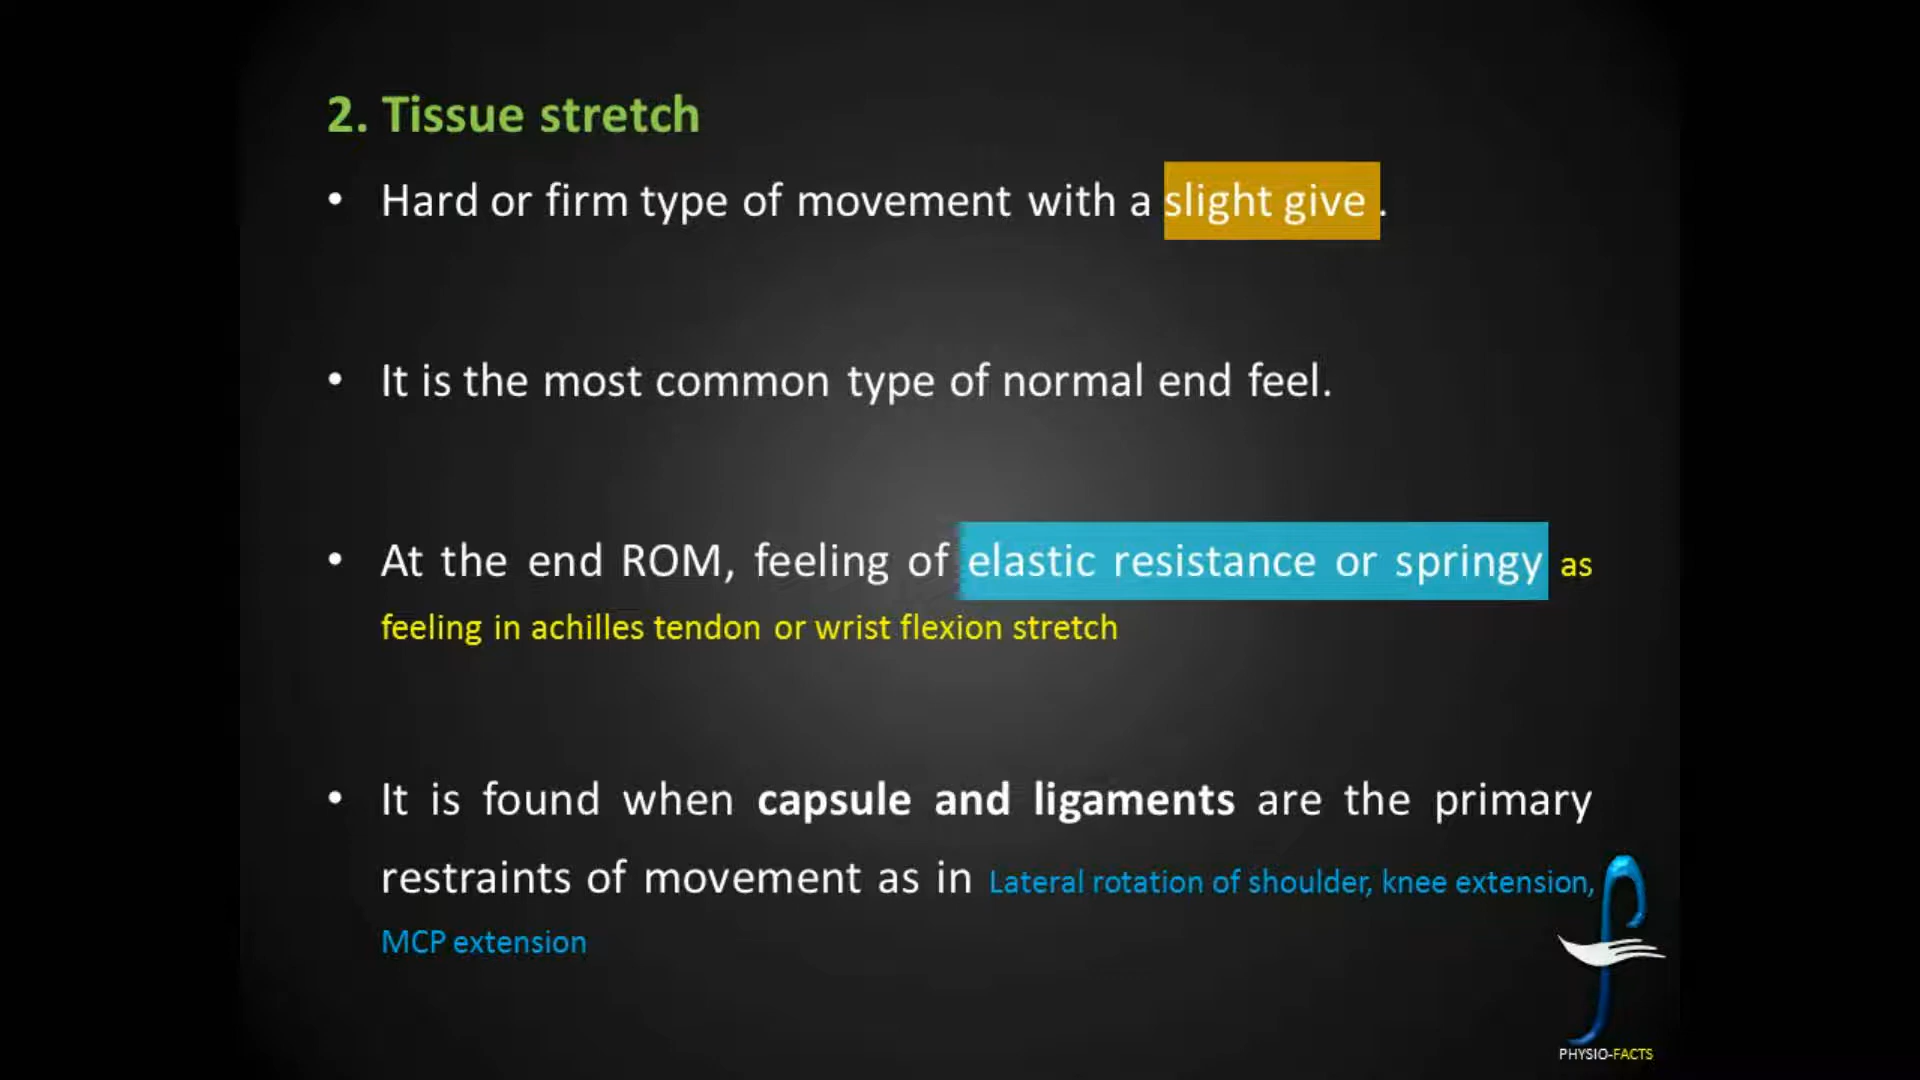 2. Tissue stretch
• Hard or firm type of movement with a slight give .
• It is the most common type of normal end feel.
• At the end ROM, feeling of elastic resistance or springy as
feeling in achilles tendon or wrist flexion stretch
• It is found when capsule and ligaments are the primary
restraints of movement as in Lateral rotation of shoulder, knee extension,
MCP extension
PHYSIO-FACTS